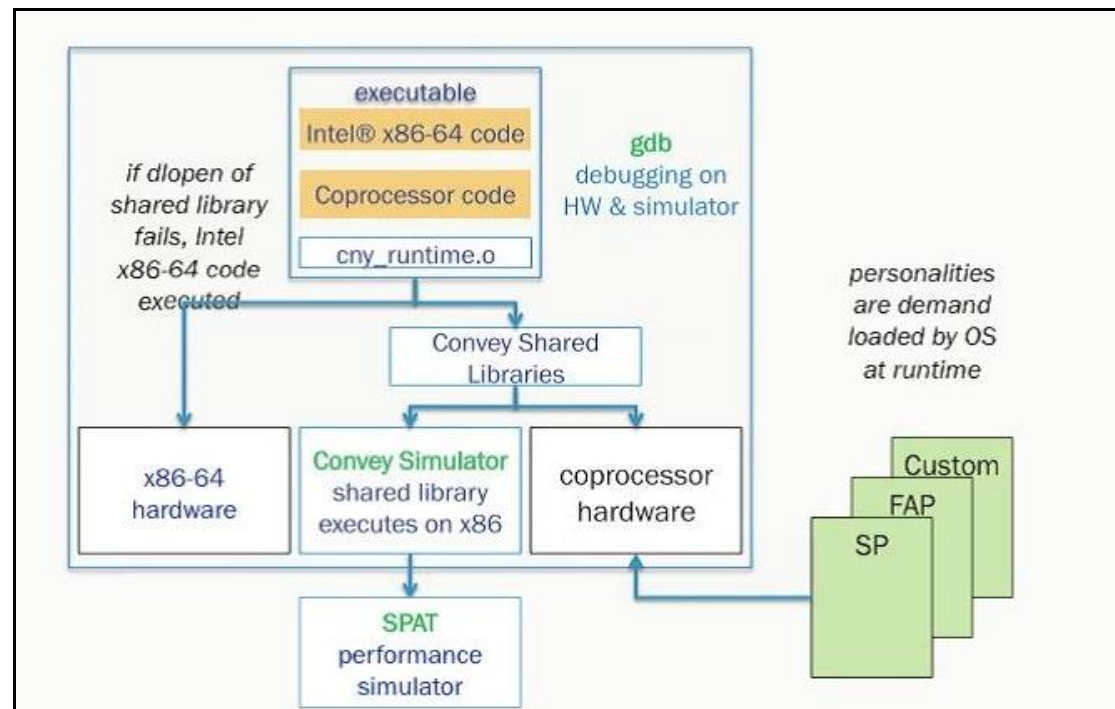 executable
Intel® x86-64 code
Coprocessor code
cny_runtime.o
if dlopen of
shared library
fails, Intel
x86-64 code
executed
gdb
debugging on
HW & simulator
personalities
are demand
loaded by OS
at runtime
Convey Shared
Libraries
x86-64
hardware
Convey Simulator
shared library
executes on x86
coprocessor
hardware
Custom
FAP
SP
SPAT
performance
simulator